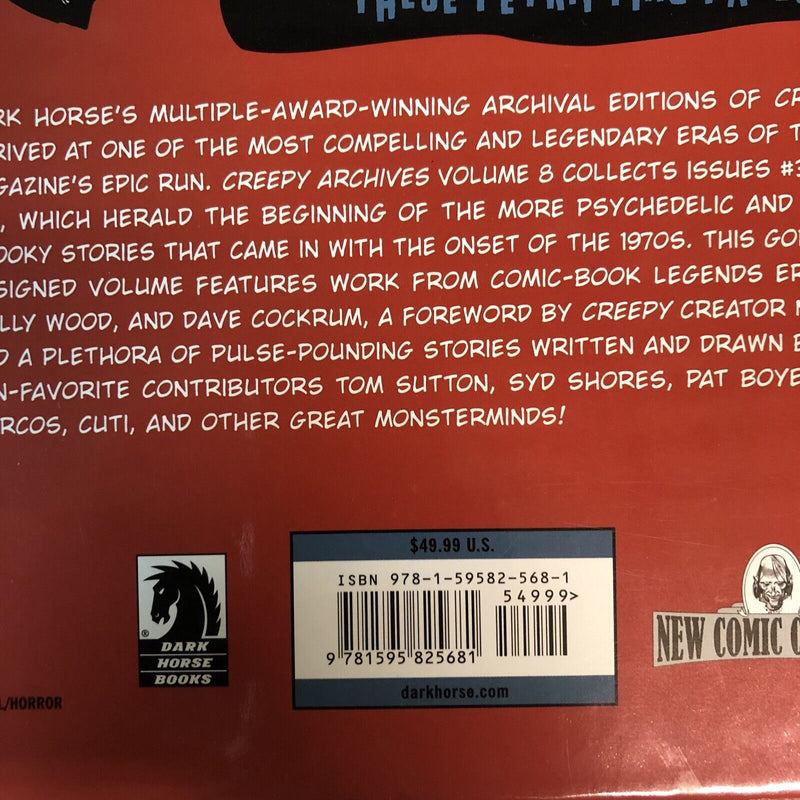 RK HORSE'S MULTIPLE-AWARD-WINNING ARCHIVAL EDITIONS OF CR
RIVED AT ONE OF THE MOST COMPELLING AND LEGENDARY ERAS OF T
GAZINE'S EPIC RUN. CREEPY ARCHIVES VOLUME 8 COLLECTS ISSUES #3
, WHICH HERALD THE BEGINNING OF THE MORE PSYCHEDELIC AND
OOKY STORIES THAT CAME IN WITH THE ONSET OF THE 1970S. THIS GO
SIGNED VOLUME FEATURES WORK FROM COMIC-BOOK LEGENDS ER
LLY WOOD, AND DAVE COCKRUM, A FOREWORD BY CREEPY CREATOR
D A PLETHORA OF PULSE-POUNDING STORIES WRITTEN AND DRAWN B
N-FAVORITE CONTRIBUTORS TOM SUTTON, SYD SHORES, PAT BOYE
RCOS, CUTI, AND OTHER GREAT MONSTERMINDS!
$49.99 U.S.
ISBN 978-1-59582-568-1
54999>
9 781595 825681
darkhorse.com
®
DARK
HORSE
BOOKS
NEW COMIC C
L/HORROR